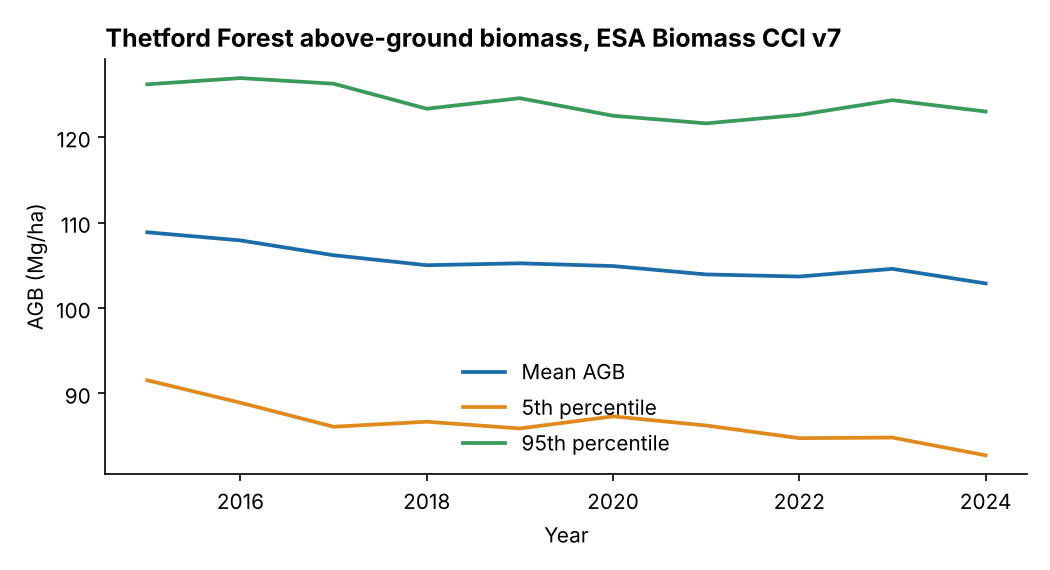 Thetford Forest above-ground biomass, ESA Biomass CCI v7
AGB (Mg/ha)
120
110
100
90
Mean AGB
5th percentile
95th percentile
2016 2018 2020 2022 2024
Year